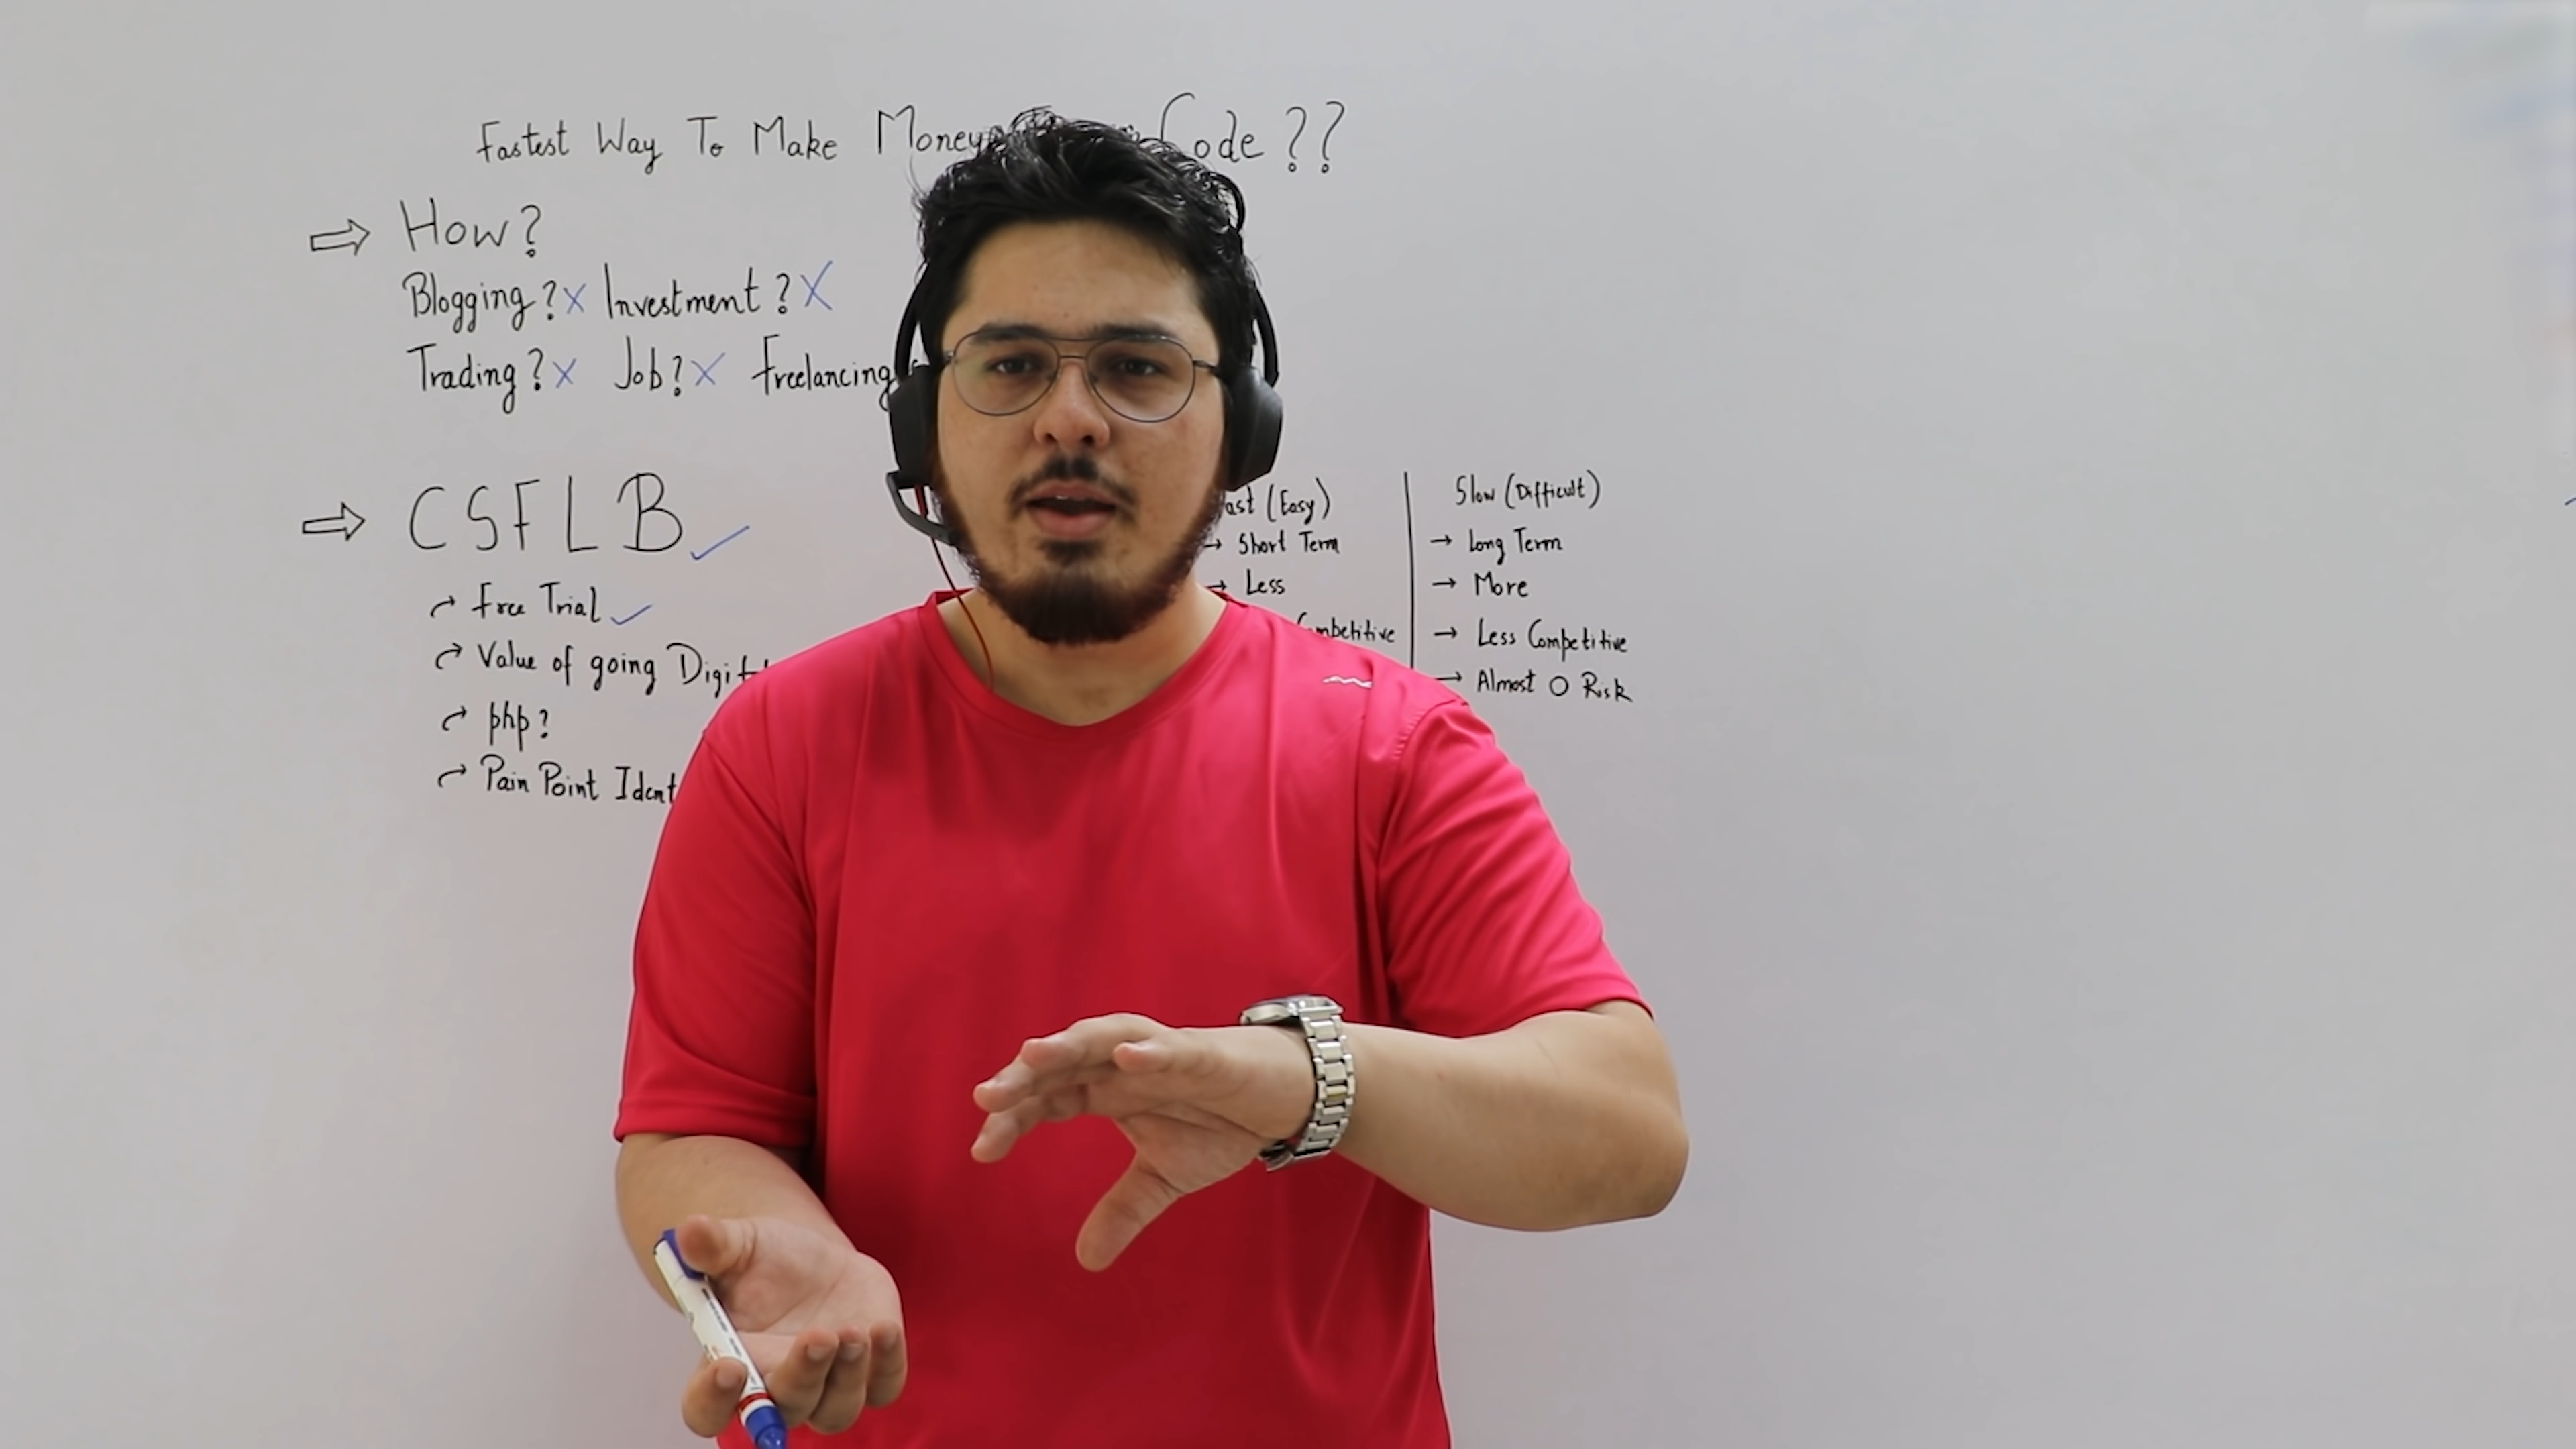 Fastest Way To Make Money Code ??
⇒ How?
Blogging ? X Investment ? X
Trading ? X Job? X Freelancing
⇒ CSFLB ✓
Free Trial ✓
Value of going
php?
Pain Point
(Easy)
→ Short Term
→ Less
Slow (Difficult)
→ Long Term
→ More
→ Less Competitive
→ Almost 0 Risk